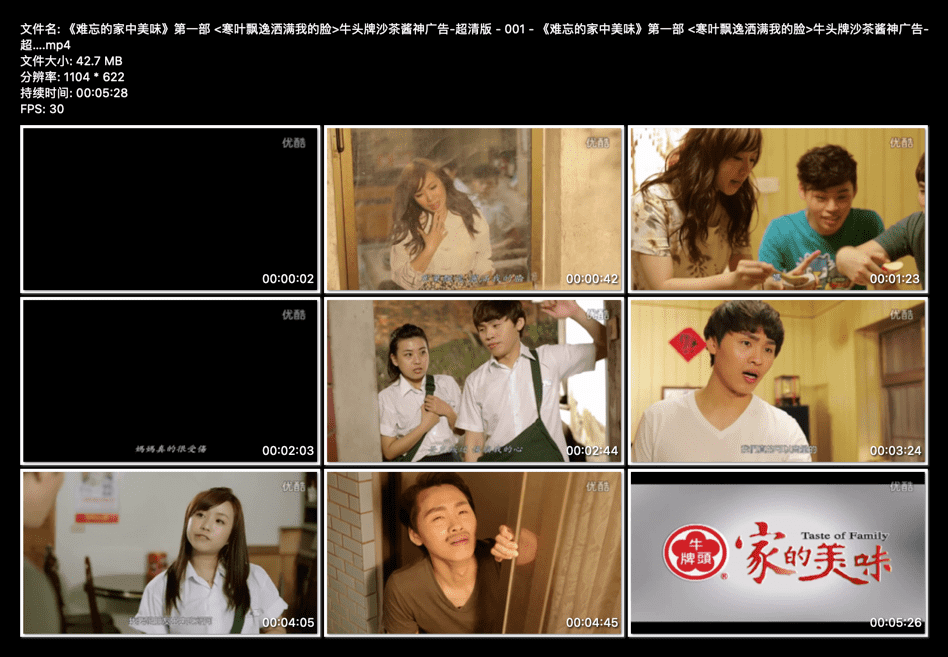 文件名: 《难忘的家中美味》第一部 <寒叶飘逸洒满我的脸>牛头牌沙茶酱神广告-超清版 - 001 - 《难忘的家中美味》第一部 <寒叶飘逸洒满我的脸>牛头牌沙茶酱神广告-
超....mp4
文件大小: 42.7 MB
分辨率: 1104 * 622
持续时间: 00:05:28
FPS: 30
优酷
00:00:02
优酷
00:00:42
优酷
00:01:23
优酷
媽媽真的很受傷
00:02:03
优酷
00:02:44
优酷
00:03:24
优酷
00:04:05
优酷
00:04:45
优酷
牛
牌頭
®
家的美味
Taste of Family
00:05:26